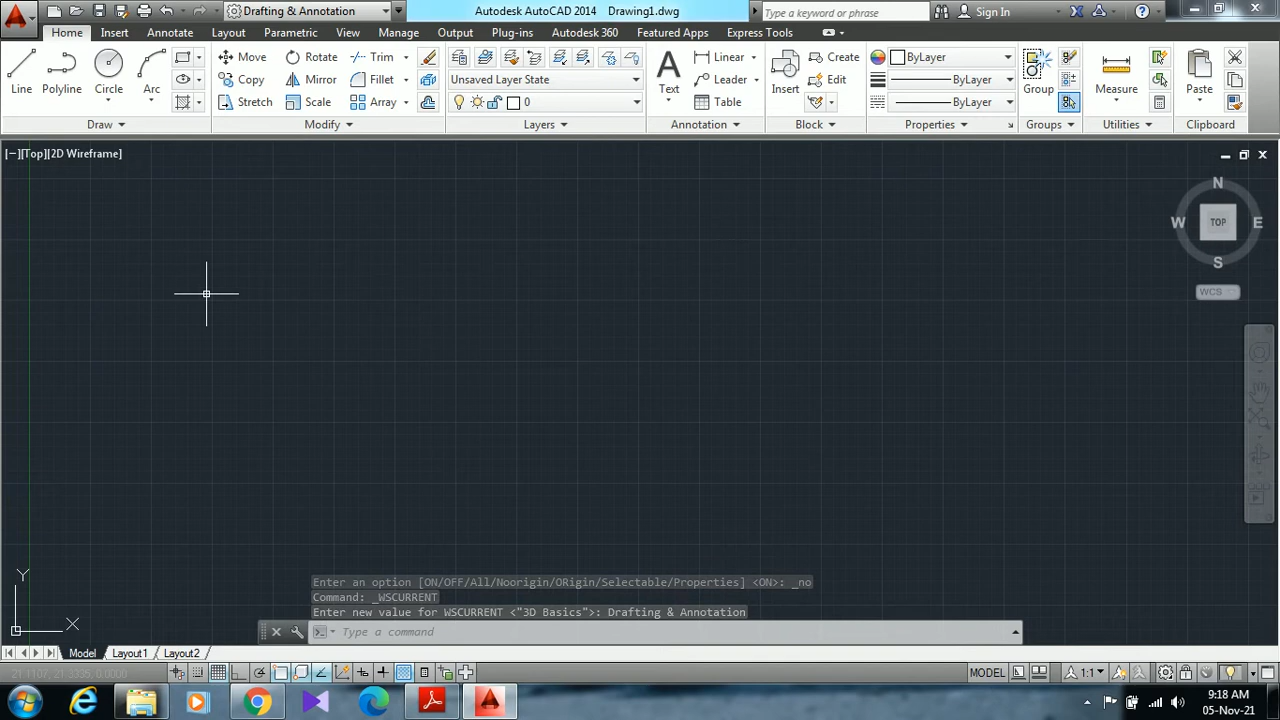 Drafting & Annotation
Autodesk AutoCAD 2014 Drawing1.dwg
Type a keyword or phrase
Sign In
Home Insert Annotate Layout Parametric View Manage Output Plug-ins Autodesk 360 Featured Apps Express Tools
Line Polyline Circle Arc
Move Rotate Trim
Copy Mirror Fillet
Stretch Scale Array
Unsaved Layer State
0
Text
Linear
Leader
Table
Insert
Create
Edit
ByLayer
ByLayer
ByLayer
Group
Measure
Paste
Draw Modify Layers Annotation Block Properties Groups Utilities Clipboard
[−][Top][2D Wireframe]
N
W TOP E
S
WCS
Y
X
Enter an option [ON/OFF/All/Noorigin/ORigin/Selectable/Properties] <ON>: _no
Command: _WSCURRENT
Enter new value for WSCURRENT <"3D Basics">: Drafting & Annotation
Type a command
Model Layout1 Layout2
MODEL
1:1
9:18 AM
05-Nov-21